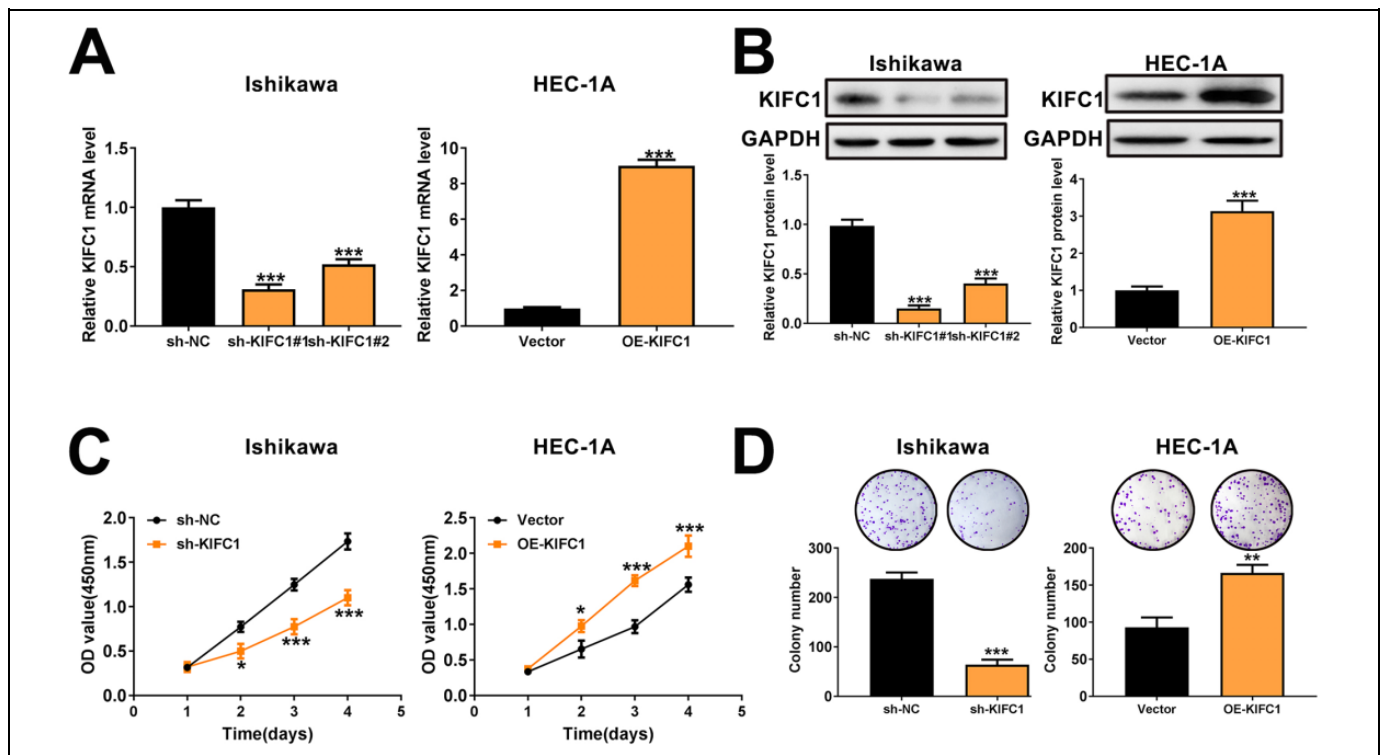 A
Ishikawa
HEC-1A
Relative KIFC1 mRNA level
1.5
1.0
0.5
0.0
***
***
sh-NC sh-KIFC1#1 sh-KIFC1#2
Relative KIFC1 mRNA level
10
8
6
4
2
0
***
Vector OE-KIFC1
B
Ishikawa
HEC-1A
KIFC1
GAPDH
KIFC1
GAPDH
Relative KIFC1 protein level
1.5
1.0
0.5
0.0
***
***
sh-NC sh-KIFC1#1 sh-KIFC1#2
Relative KIFC1 protein level
4
3
2
1
0
***
Vector OE-KIFC1
C
Ishikawa
HEC-1A
OD value(450nm)
2.0
1.5
1.0
0.5
0.0
sh-NC
sh-KIFC1
*
***
***
0 1 2 3 4 5
Time(days)
OD value(450nm)
2.5
2.0
1.5
1.0
0.5
0.0
Vector
OE-KIFC1
*
***
***
0 1 2 3 4 5
Time(days)
D
Ishikawa
HEC-1A
Colony number
300
200
100
0
***
sh-NC sh-KIFC1
Colony number
200
150
100
50
0
**
Vector OE-KIFC1